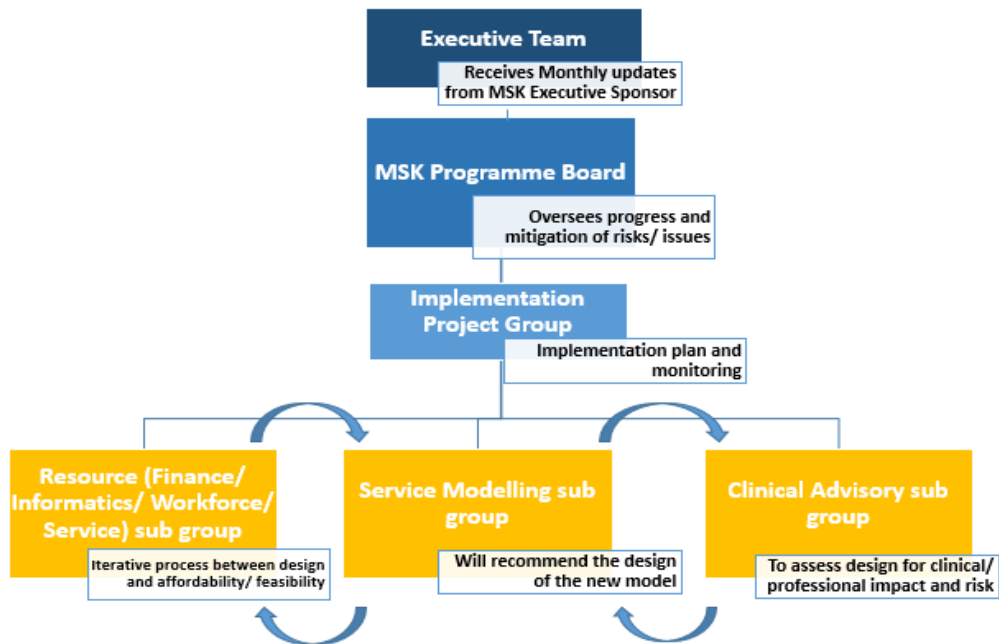 Executive Team
Receives Monthly updates
from MSK Executive Sponsor
MSK Programme Board
Oversees progress and
mitigation of risks/ issues
Implementation
Project Group
Implementation plan and
monitoring
Resource (Finance/
Informatics/ Workforce/
Service) sub group
Iterative process between design
and affordability/ feasibility
Service Modelling sub
group
Will recommend the design
of the new model
Clinical Advisory sub
group
To assess design for clinical/
professional impact and risk